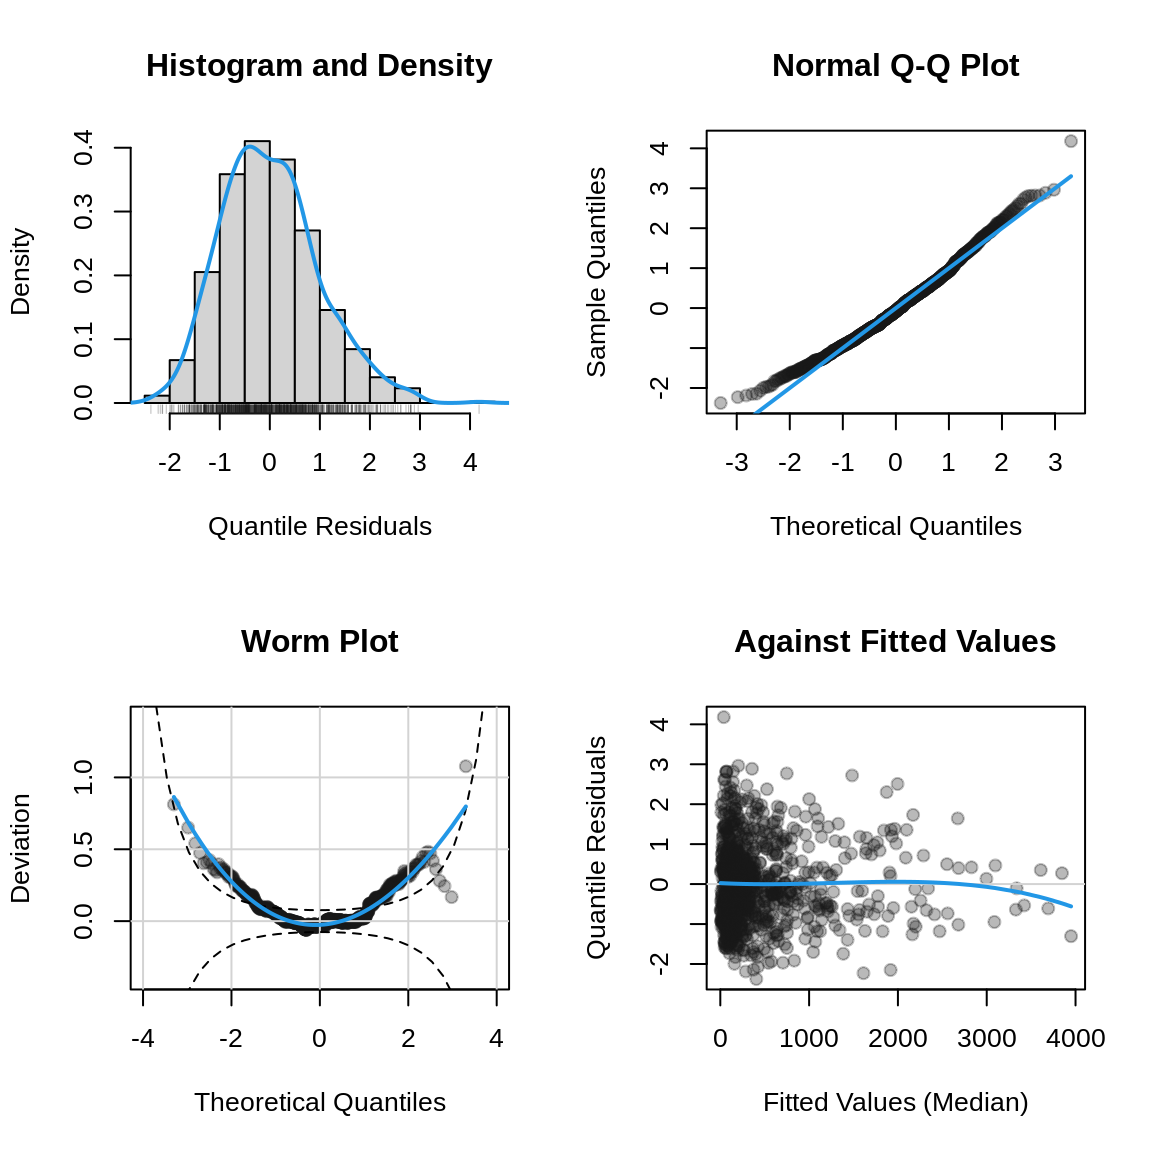 Histogram and Density
Density
0.0 0.1 0.2 0.3 0.4
-2 -1 0 1 2 3 4
Quantile Residuals
Normal Q-Q Plot
Sample Quantiles
-2 0 1 2 3 4
-3 -2 -1 0 1 2 3
Theoretical Quantiles
Worm Plot
Deviation
0.0 0.5 1.0
-4 -2 0 2 4
Theoretical Quantiles
Against Fitted Values
Quantile Residuals
-2 0 1 2 3 4
0 1000 2000 3000 4000
Fitted Values (Median)